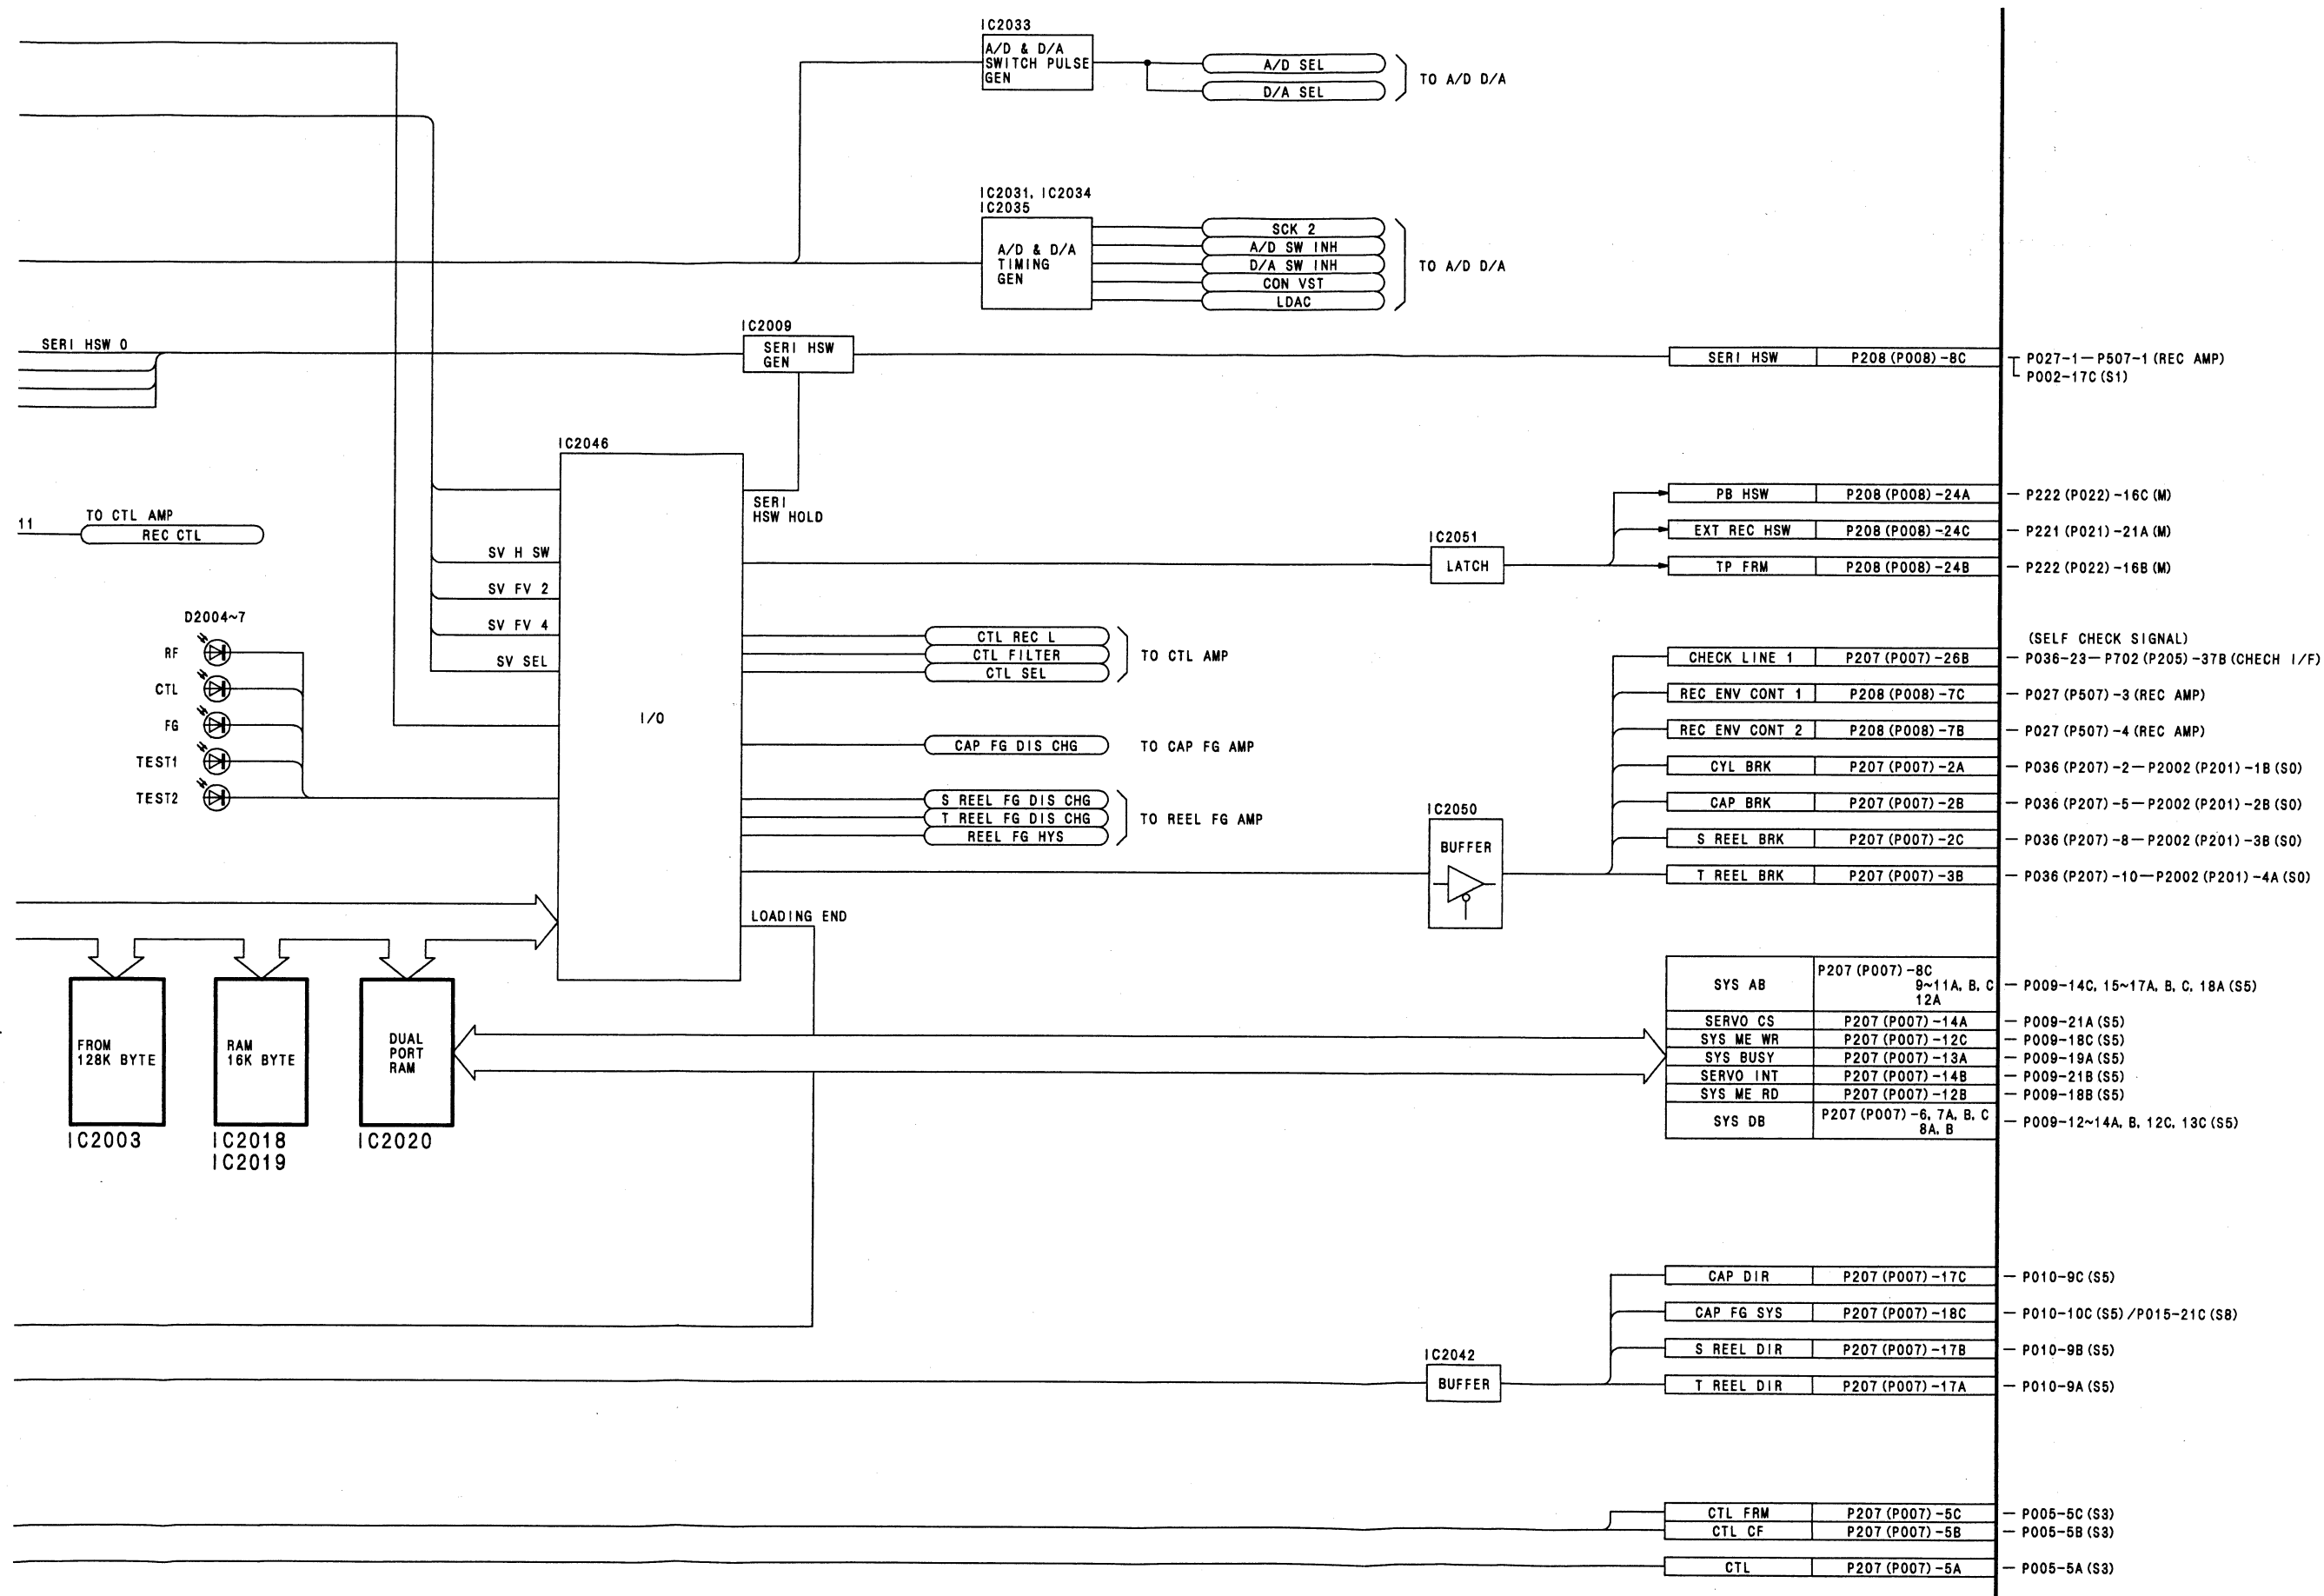 IC2033
A/D & D/A
SWITCH PULSE
GEN
A/D SEL
D/A SEL
TO A/D D/A
IC2031, IC2034
IC2035
A/D & D/A
TIMING
GEN
SCK 2
A/D SW INH
D/A SW INH
CON VST
LDAC
TO A/D D/A
SERI HSW 0
IC2009
SERI HSW
GEN
SERI HSW P208(P008)-8C P027-1—P507-1(REC AMP)
P002-17C(S1)
IC2046
I/O
SERI
HSW HOLD
11
TO CTL AMP
REC CTL
SV H SW
SV FV 2
SV FV 4
SV SEL
IC2051
LATCH
PB HSW P208(P008)-24A — P222(P022)-16C(M)
EXT REC HSW P208(P008)-24C — P221(P021)-21A(M)
TP FRM P208(P008)-24B — P222(P022)-16B(M)
D2004~7
RF
CTL
FG
TEST1
TEST2
CTL REC L
CTL FILTER
CTL SEL
TO CTL AMP
CAP FG DIS CHG TO CAP FG AMP
S REEL FG DIS CHG
T REEL FG DIS CHG
REEL FG HYS
TO REEL FG AMP
IC2050
BUFFER
(SELF CHECK SIGNAL)
CHECK LINE 1 P207(P007)-26B — P036-23—P702(P205)-37B(CHECH I/F)
REC ENV CONT 1 P208(P008)-7C — P027(P507)-3(REC AMP)
REC ENV CONT 2 P208(P008)-7B — P027(P507)-4(REC AMP)
CYL BRK P207(P007)-2A — P036(P207)-2—P2002(P201)-1B(S0)
CAP BRK P207(P007)-2B — P036(P207)-5—P2002(P201)-2B(S0)
S REEL BRK P207(P007)-2C — P036(P207)-8—P2002(P201)-3B(S0)
T REEL BRK P207(P007)-3B — P036(P207)-10—P2002(P201)-4A(S0)
LOADING END
FROM
128K BYTE
IC2003
RAM
16K BYTE
IC2018
IC2019
DUAL
PORT
RAM
IC2020
SYS AB P207(P007)-8C
9~11A, B, C
12A
— P009-14C, 15~17A, B, C, 18A(S5)
SERVO CS P207(P007)-14A — P009-21A(S5)
SYS ME WR P207(P007)-12C — P009-18C(S5)
SYS BUSY P207(P007)-13A — P009-19A(S5)
SERVO INT P207(P007)-14B — P009-21B(S5)
SYS ME RD P207(P007)-12B — P009-18B(S5)
SYS DB P207(P007)-6, 7A, B, C
8A, B
— P009-12~14A, B, 12C, 13C(S5)
IC2042
BUFFER
CAP DIR P207(P007)-17C — P010-9C(S5)
CAP FG SYS P207(P007)-18C — P010-10C(S5)/P015-21C(S8)
S REEL DIR P207(P007)-17B — P010-9B(S5)
T REEL DIR P207(P007)-17A — P010-9A(S5)
CTL FRM P207(P007)-5C — P005-5C(S3)
CTL CF P207(P007)-5B — P005-5B(S3)
CTL P207(P007)-5A — P005-5A(S3)